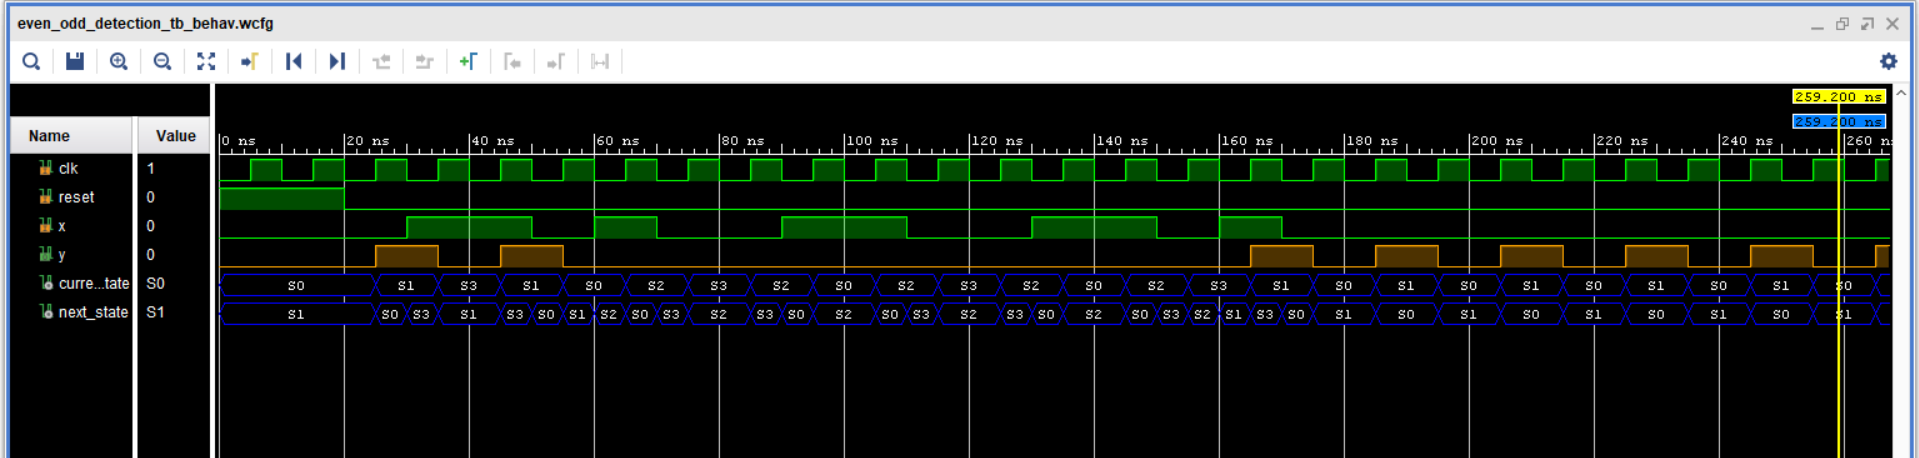 even_odd_detection_tb_behav.wcfg
259.200 ns
259.200 ns
Name Value
0 ns 20 ns 40 ns 60 ns 80 ns 100 ns 120 ns 140 ns 160 ns 180 ns 200 ns 220 ns 240 ns 260 n
clk 1
reset 0
x 0
y 0
curre...tate S0 S0 S1 S3 S1 S0 S2 S3 S2 S0 S2 S3 S2 S0 S2 S3 S1 S0 S1 S0 S1 S0 S1 S0 S1 S0
next_state S1 S1 S0 S3 S1 S3 S0 S1 S2 S0 S3 S2 S3 S0 S2 S0 S3 S2 S3 S0 S2 S0 S3 S2 S1 S3 S0 S1 S0 S1 S0 S1 S0 S1 S0 S1